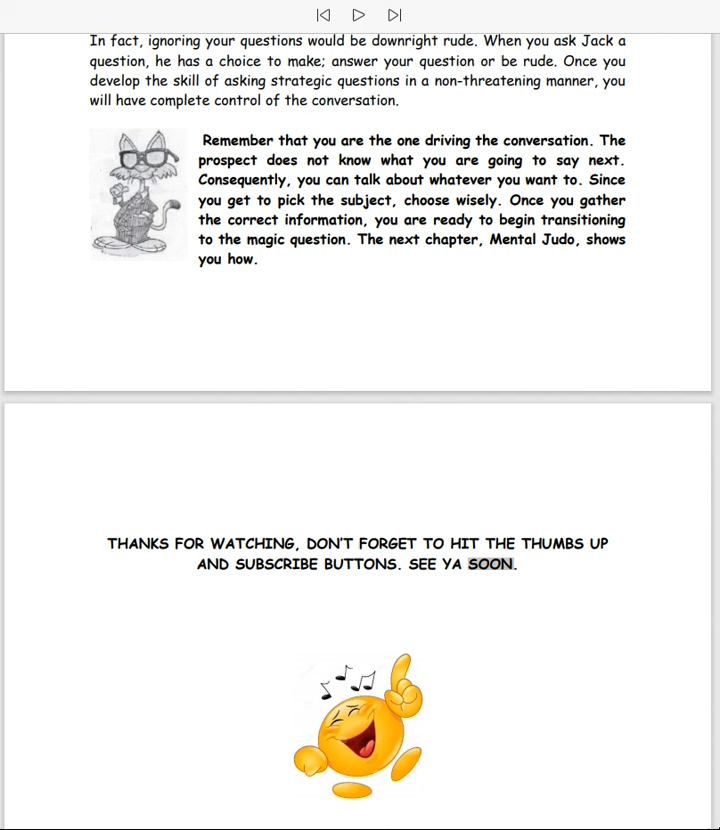 In fact, ignoring your questions would be downright rude. When you ask Jack a
question, he has a choice to make; answer your question or be rude. Once you
develop the skill of asking strategic questions in a non-threatening manner, you
will have complete control of the conversation.
Remember that you are the one driving the conversation. The
prospect does not know what you are going to say next.
Consequently, you can talk about whatever you want to. Since
you get to pick the subject, choose wisely. Once you gather
the correct information, you are ready to begin transitioning
to the magic question. The next chapter, Mental Judo, shows
you how.
THANKS FOR WATCHING, DON'T FORGET TO HIT THE THUMBS UP
AND SUBSCRIBE BUTTONS. SEE YA SOON.